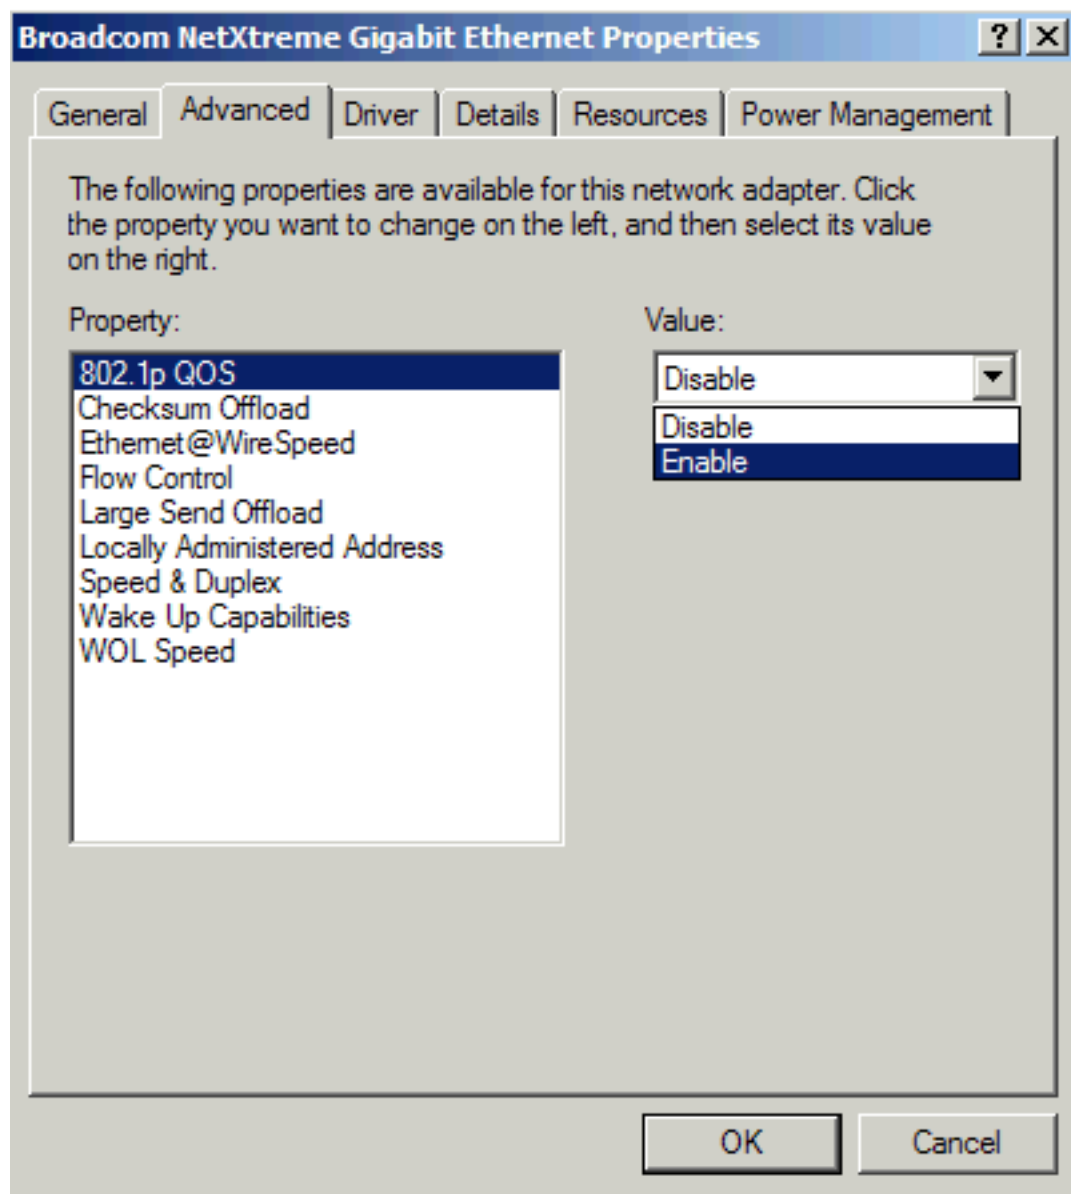 Broadcom NetXtreme Gigabit Ethernet Properties
General Advanced Driver Details Resources Power Management
The following properties are available for this network adapter. Click
the property you want to change on the left, and then select its value
on the right.
Property:
802.1p QOS
Checksum Offload
Ethernet@WireSpeed
Flow Control
Large Send Offload
Locally Administered Address
Speed & Duplex
Wake Up Capabilities
WOL Speed
Value:
Disable
Disable
Enable
OK Cancel